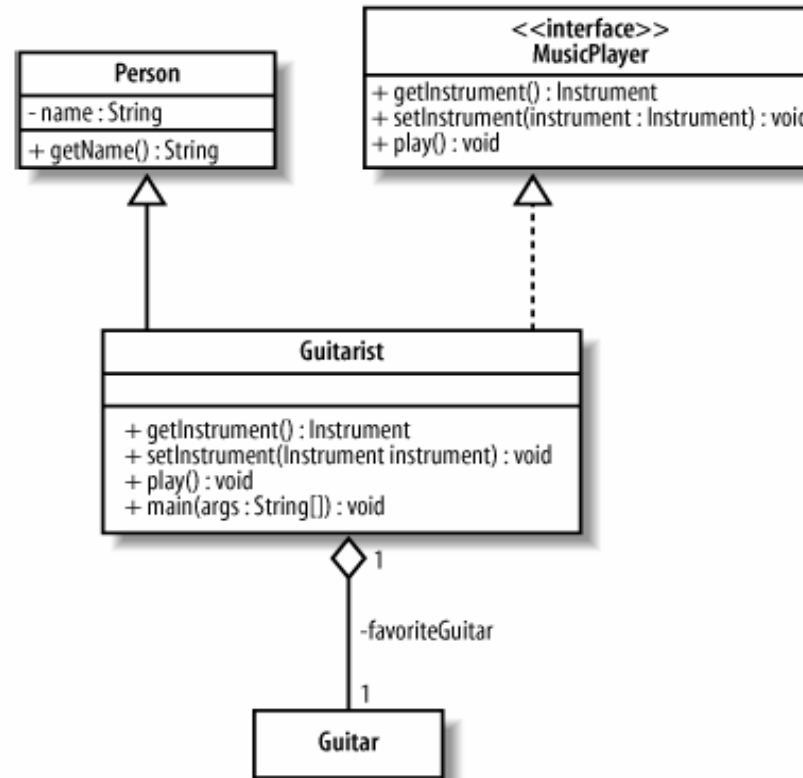 Person
- name : String
+ getName() : String
<<interface>>
MusicPlayer
+ getInstrument() : Instrument
+ setInstrument(instrument : Instrument) : void
+ play() : void
Guitarist
+ getInstrument() : Instrument
+ setInstrument(Instrument instrument) : void
+ play() : void
+ main(args : String[]) : void
1
-favoriteGuitar
1
Guitar